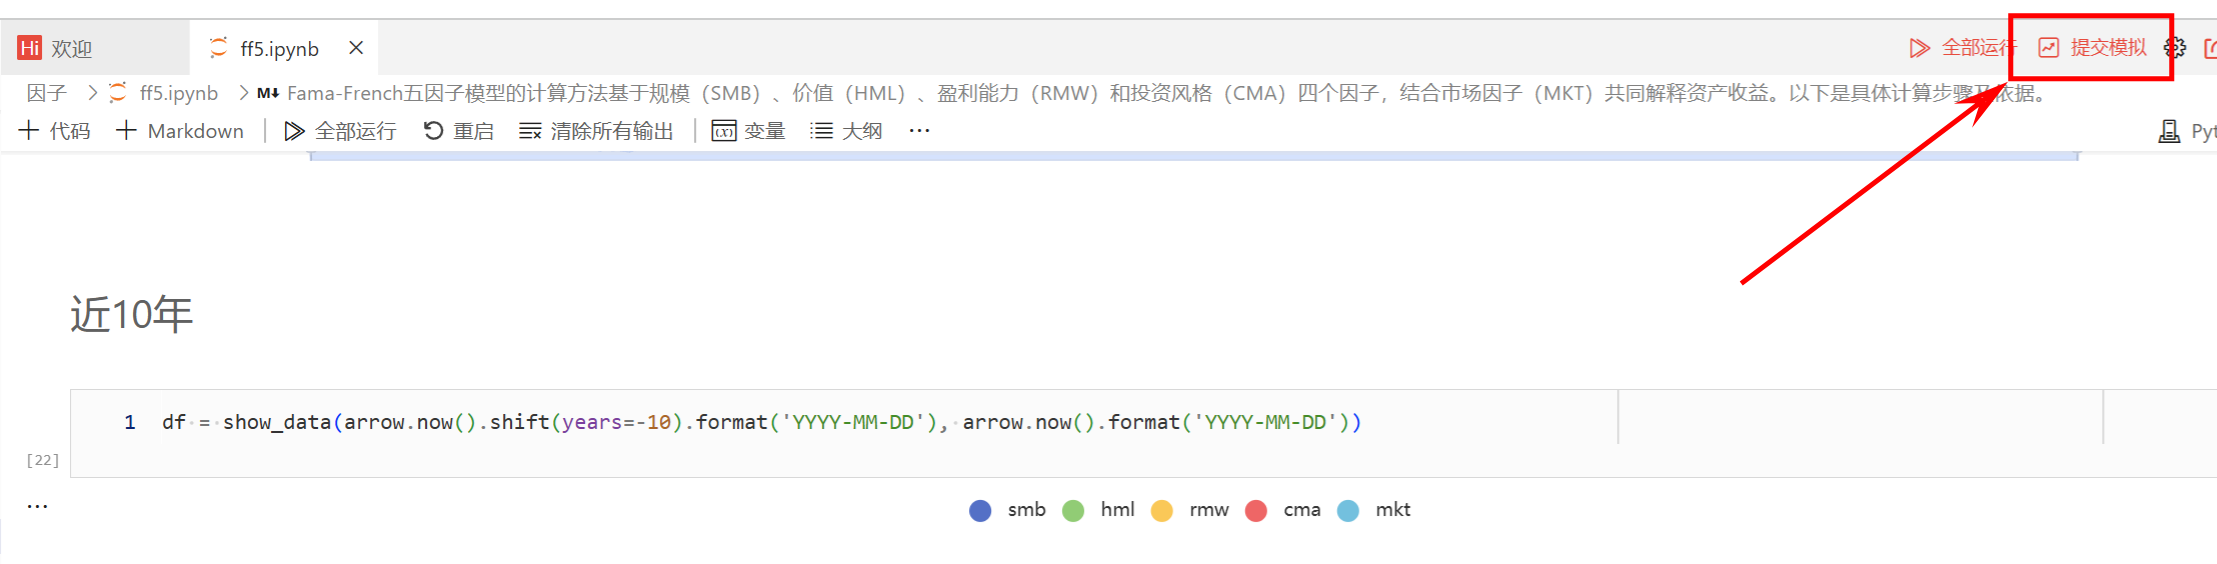 Hi 欢迎 ff5.ipynb 全部运行 提交模拟
因子 ff5.ipynb M↓ Fama-French五因子模型的计算方法基于规模（SMB）、价值（HML）、盈利能力（RMW）和投资风格（CMA）四个因子，结合市场因子（MKT）共同解释资产收益。以下是具体计算步骤及依据。
代码 Markdown 全部运行 重启 清除所有输出 (x) 变量 大纲 ··· Pyt
近10年
1 df = show_data(arrow.now().shift(years=-10).format('YYYY-MM-DD'), arrow.now().format('YYYY-MM-DD'))
[22]
···
smb hml rmw cma mkt